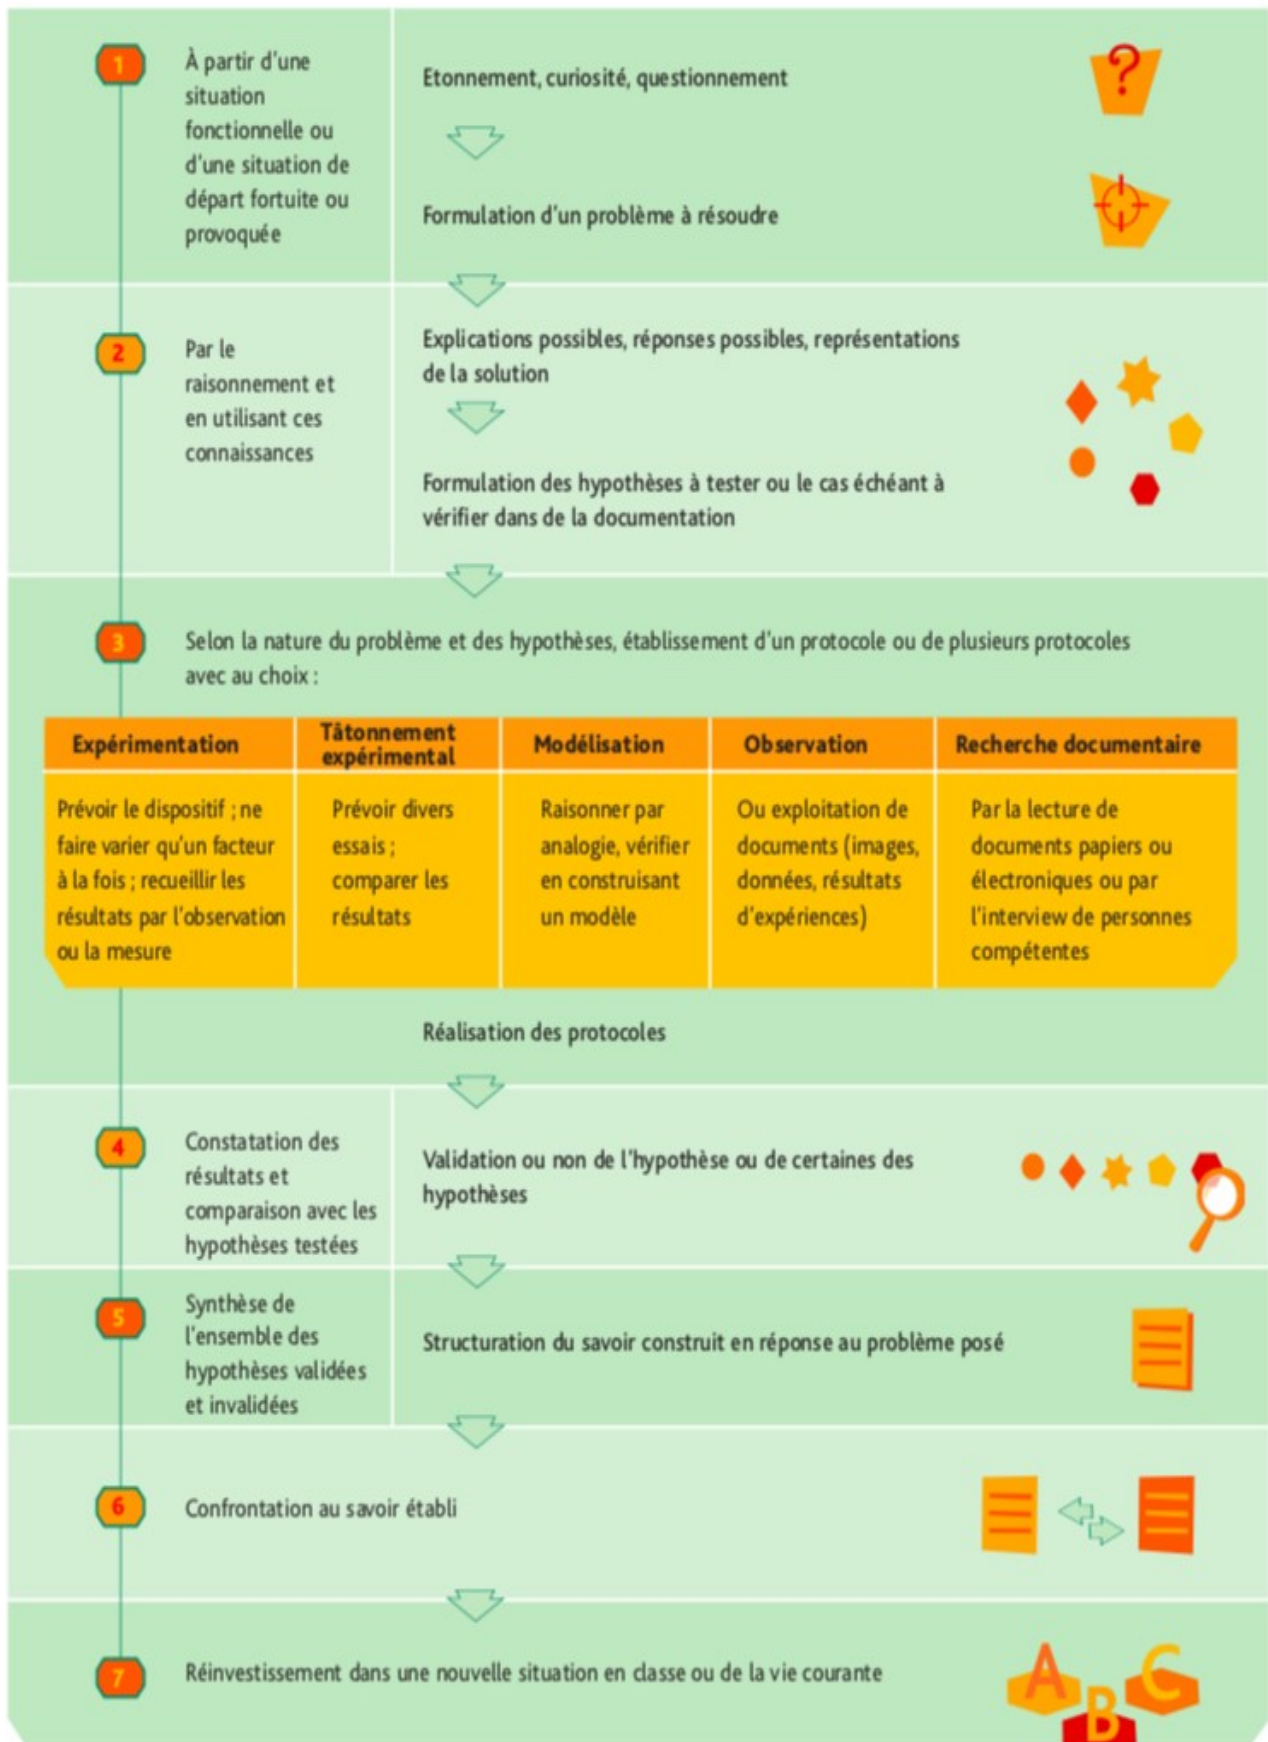 1
À partir d'une
situation
fonctionnelle ou
d'une situation de
départ fortuite ou
provoquée
Etonnement, curiosité, questionnement
?
Formulation d'un problème à résoudre
2
Par le
raisonnement et
en utilisant ces
connaissances
Explications possibles, réponses possibles, représentations
de la solution
Formulation des hypothèses à tester ou le cas échéant à
vérifier dans de la documentation
3
Selon la nature du problème et des hypothèses, établissement d'un protocole ou de plusieurs protocoles
avec au choix :
Expérimentation
Prévoir le dispositif ; ne
faire varier qu'un facteur
à la fois ; recueillir les
résultats par l'observation
ou la mesure
Tâtonnement
expérimental
Prévoir divers
essais ;
comparer les
résultats
Modélisation
Raisonner par
analogie, vérifier
en construisant
un modèle
Observation
Ou exploitation de
documents (images,
données, résultats
d'expériences)
Recherche documentaire
Par la lecture de
documents papiers ou
électroniques ou par
l'interview de personnes
compétentes
Réalisation des protocoles
4
Constatation des
résultats et
comparaison avec les
hypothèses testées
Validation ou non de l'hypothèse ou de certaines des
hypothèses
5
Synthèse de
l'ensemble des
hypothèses validées
et invalidées
Structuration du savoir construit en réponse au problème posé
6
Confrontation au savoir établi
7
Réinvestissement dans une nouvelle situation en classe ou de la vie courante
A B C